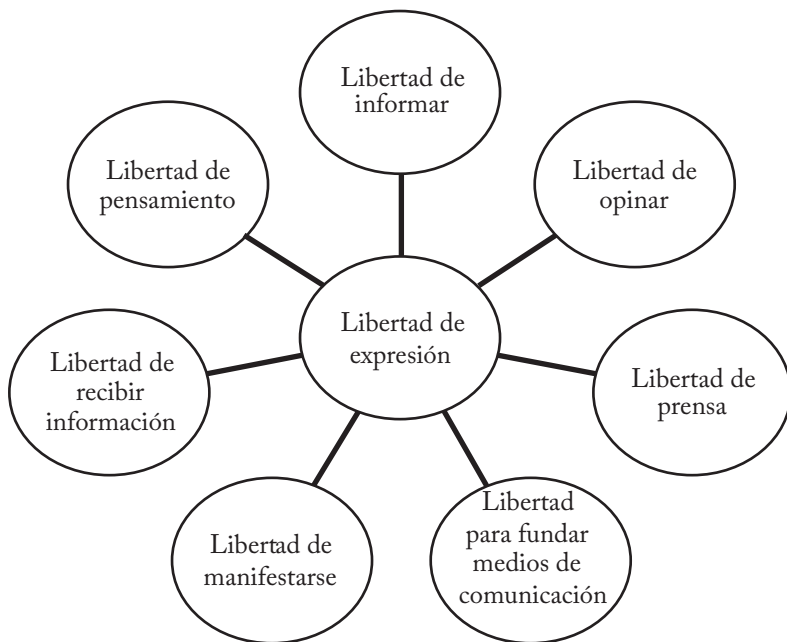 Libertad de
informar
Libertad de
opinar
Libertad de
prensa
Libertad
para fundar
medios de
comunicación
Libertad de
manifestarse
Libertad de
recibir
información
Libertad de
pensamiento
Libertad de
expresión